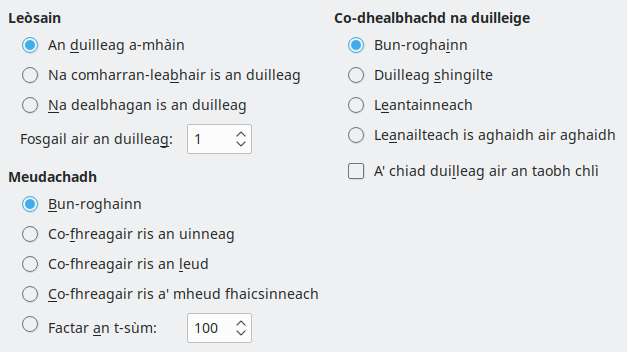 Leòsain
An duilleag a-mhàin
Na comharran-leabhair is an duilleag
Na dealbhagan is an duilleag
Fosgail air an duilleag: 1
Meudachadh
Bun-roghainn
Co-fhreagair ris an uinneag
Co-fhreagair ris an leud
Co-fhreagair ris a' mheud fhaicsinneach
Factar an t-sùm: 100
Co-dhealbhachd na duilleige
Bun-roghainn
Duilleag shingilte
Leantainneach
Leanailteach is aghaidh air aghaidh
A' chiad duilleag air an taobh chlì